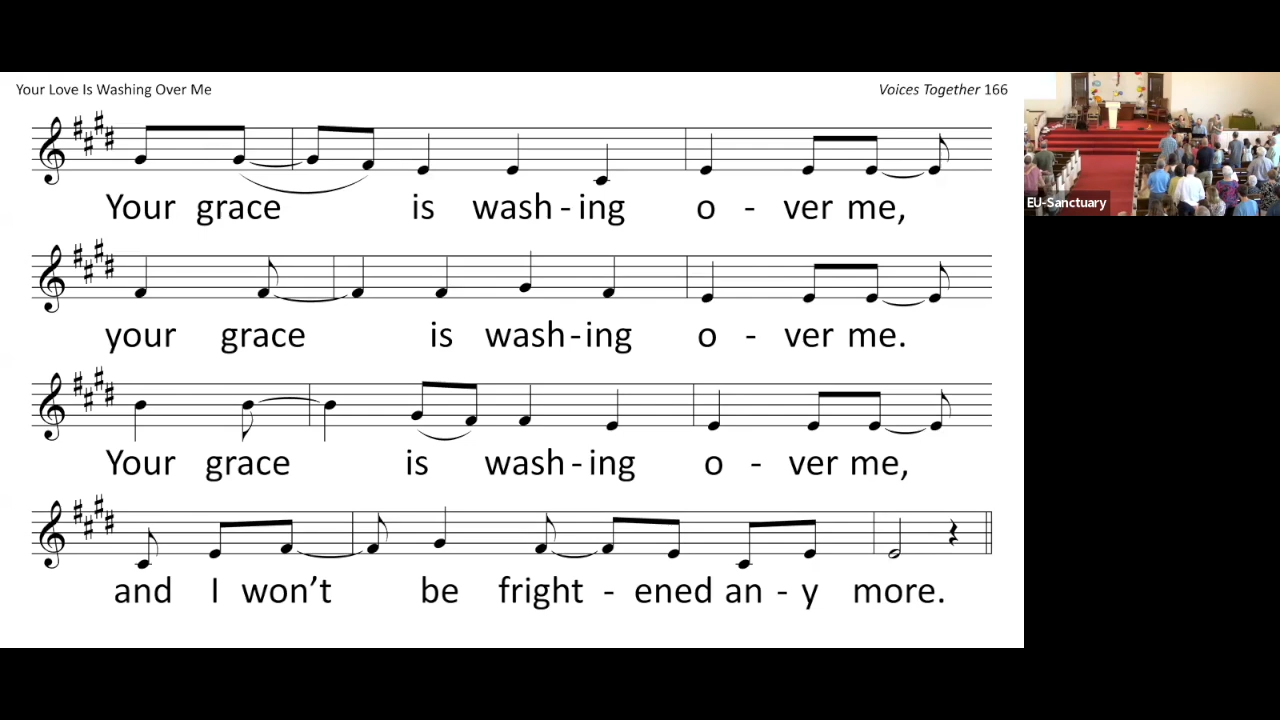 Your Love Is Washing Over Me
Voices Together 166
Your grace is wash - ing o - ver me,
your grace is wash - ing o - ver me.
Your grace is wash - ing o - ver me,
and I won't be fright - ened an - y more.
EU-Sanctuary